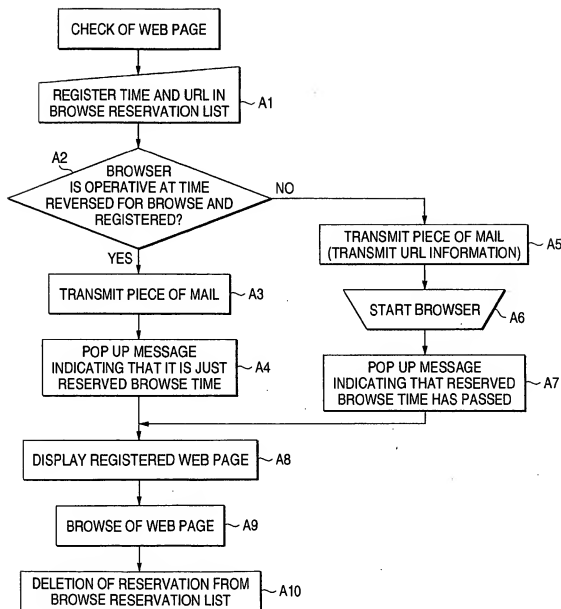 CHECK OF WEB PAGE
REGISTER TIME AND URL IN
BROWSE RESERVATION LIST
A1
A2
BROWSER
IS OPERATIVE AT TIME
REVERSED FOR BROWSE AND
REGISTERED?
NO
YES
TRANSMIT PIECE OF MAIL
A3
POP UP MESSAGE
INDICATING THAT IT IS JUST
RESERVED BROWSE TIME
A4
TRANSMIT PIECE OF MAIL
(TRANSMIT URL INFORMATION)
A5
START BROWSER
A6
POP UP MESSAGE
INDICATING THAT RESERVED
BROWSE TIME HAS PASSED
A7
DISPLAY REGISTERED WEB PAGE
A8
BROWSE OF WEB PAGE
A9
DELETION OF RESERVATION FROM
BROWSE RESERVATION LIST
A10